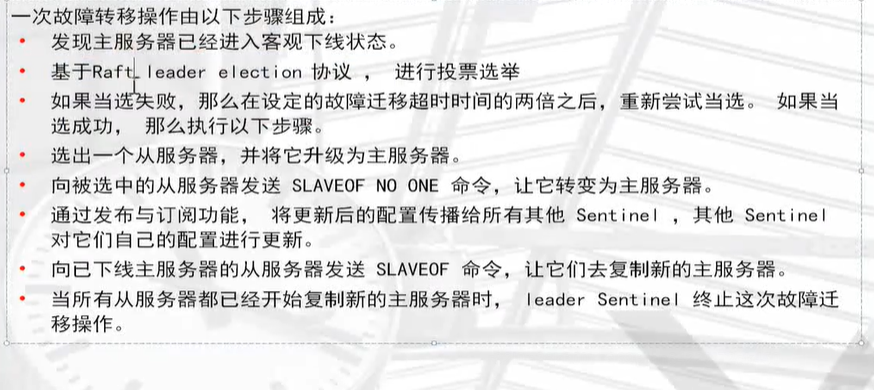 一次故障转移操作由以下步骤组成：
• 发现主服务器已经进入客观下线状态。
• 基于Raft leader election 协议 ， 进行投票选举
• 如果当选失败，那么在设定的故障迁移超时时间的两倍之后，重新尝试当选。 如果当
选成功， 那么执行以下步骤。
• 选出一个从服务器，并将它升级为主服务器。
• 向被选中的从服务器发送 SLAVEOF NO ONE 命令，让它转变为主服务器。
• 通过发布与订阅功能， 将更新后的配置传播给所有其他 Sentinel ，其他 Sentinel
对它们自己的配置进行更新。
• 向已下线主服务器的从服务器发送 SLAVEOF 命令，让它们去复制新的主服务器。
• 当所有从服务器都已经开始复制新的主服务器时， leader Sentinel 终止这次故障迁
移操作。